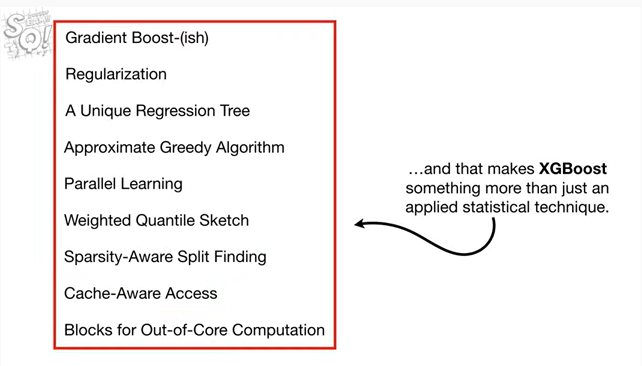 SQ!
Gradient Boost-(ish)
Regularization
A Unique Regression Tree
Approximate Greedy Algorithm
Parallel Learning
Weighted Quantile Sketch
Sparsity-Aware Split Finding
Cache-Aware Access
Blocks for Out-of-Core Computation
…and that makes XGBoost
something more than just an
applied statistical technique.